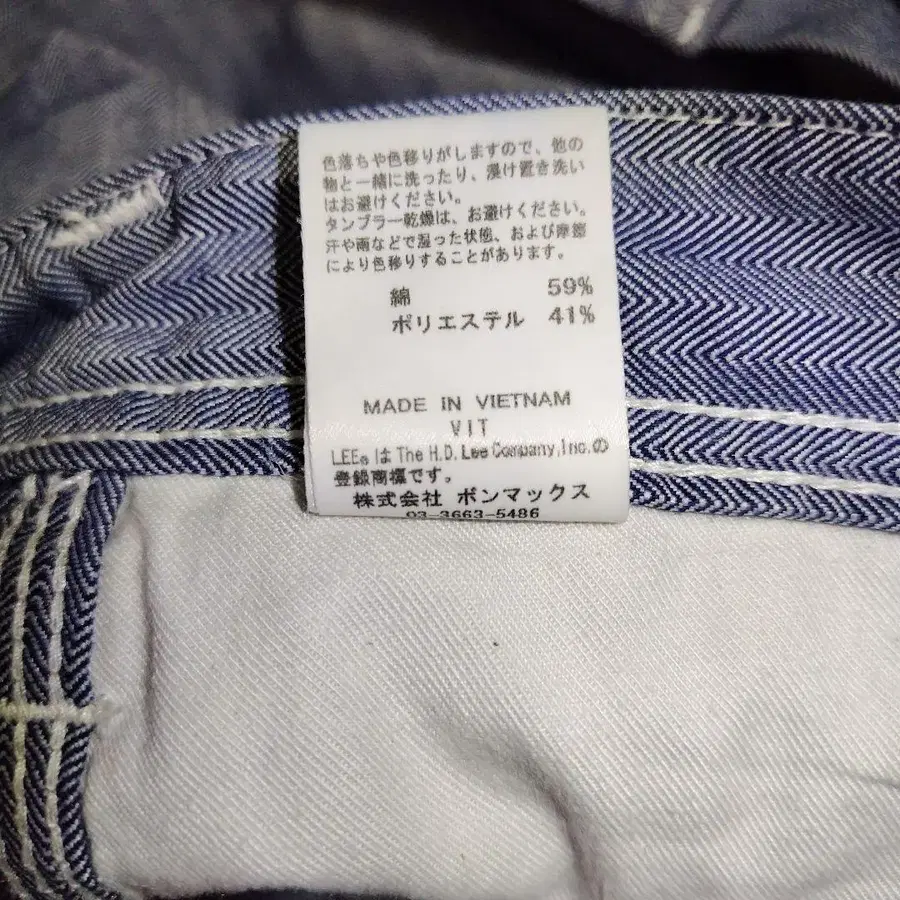 色落ちや色移りがしますので、他の
物と一緒に洗ったり、浸け置き洗い
はお避けください。
タンブラー乾燥は、お避けください。
汗や雨などで湿った状態、および摩擦
により色移りすることがあります。
綿 59%
ポリエステル 41%
MADE IN VIETNAM
VIT
LEE®はThe H.D. Lee Company,Inc.の
登録商標です。
株式会社 ボンマックス
03-3663-5486